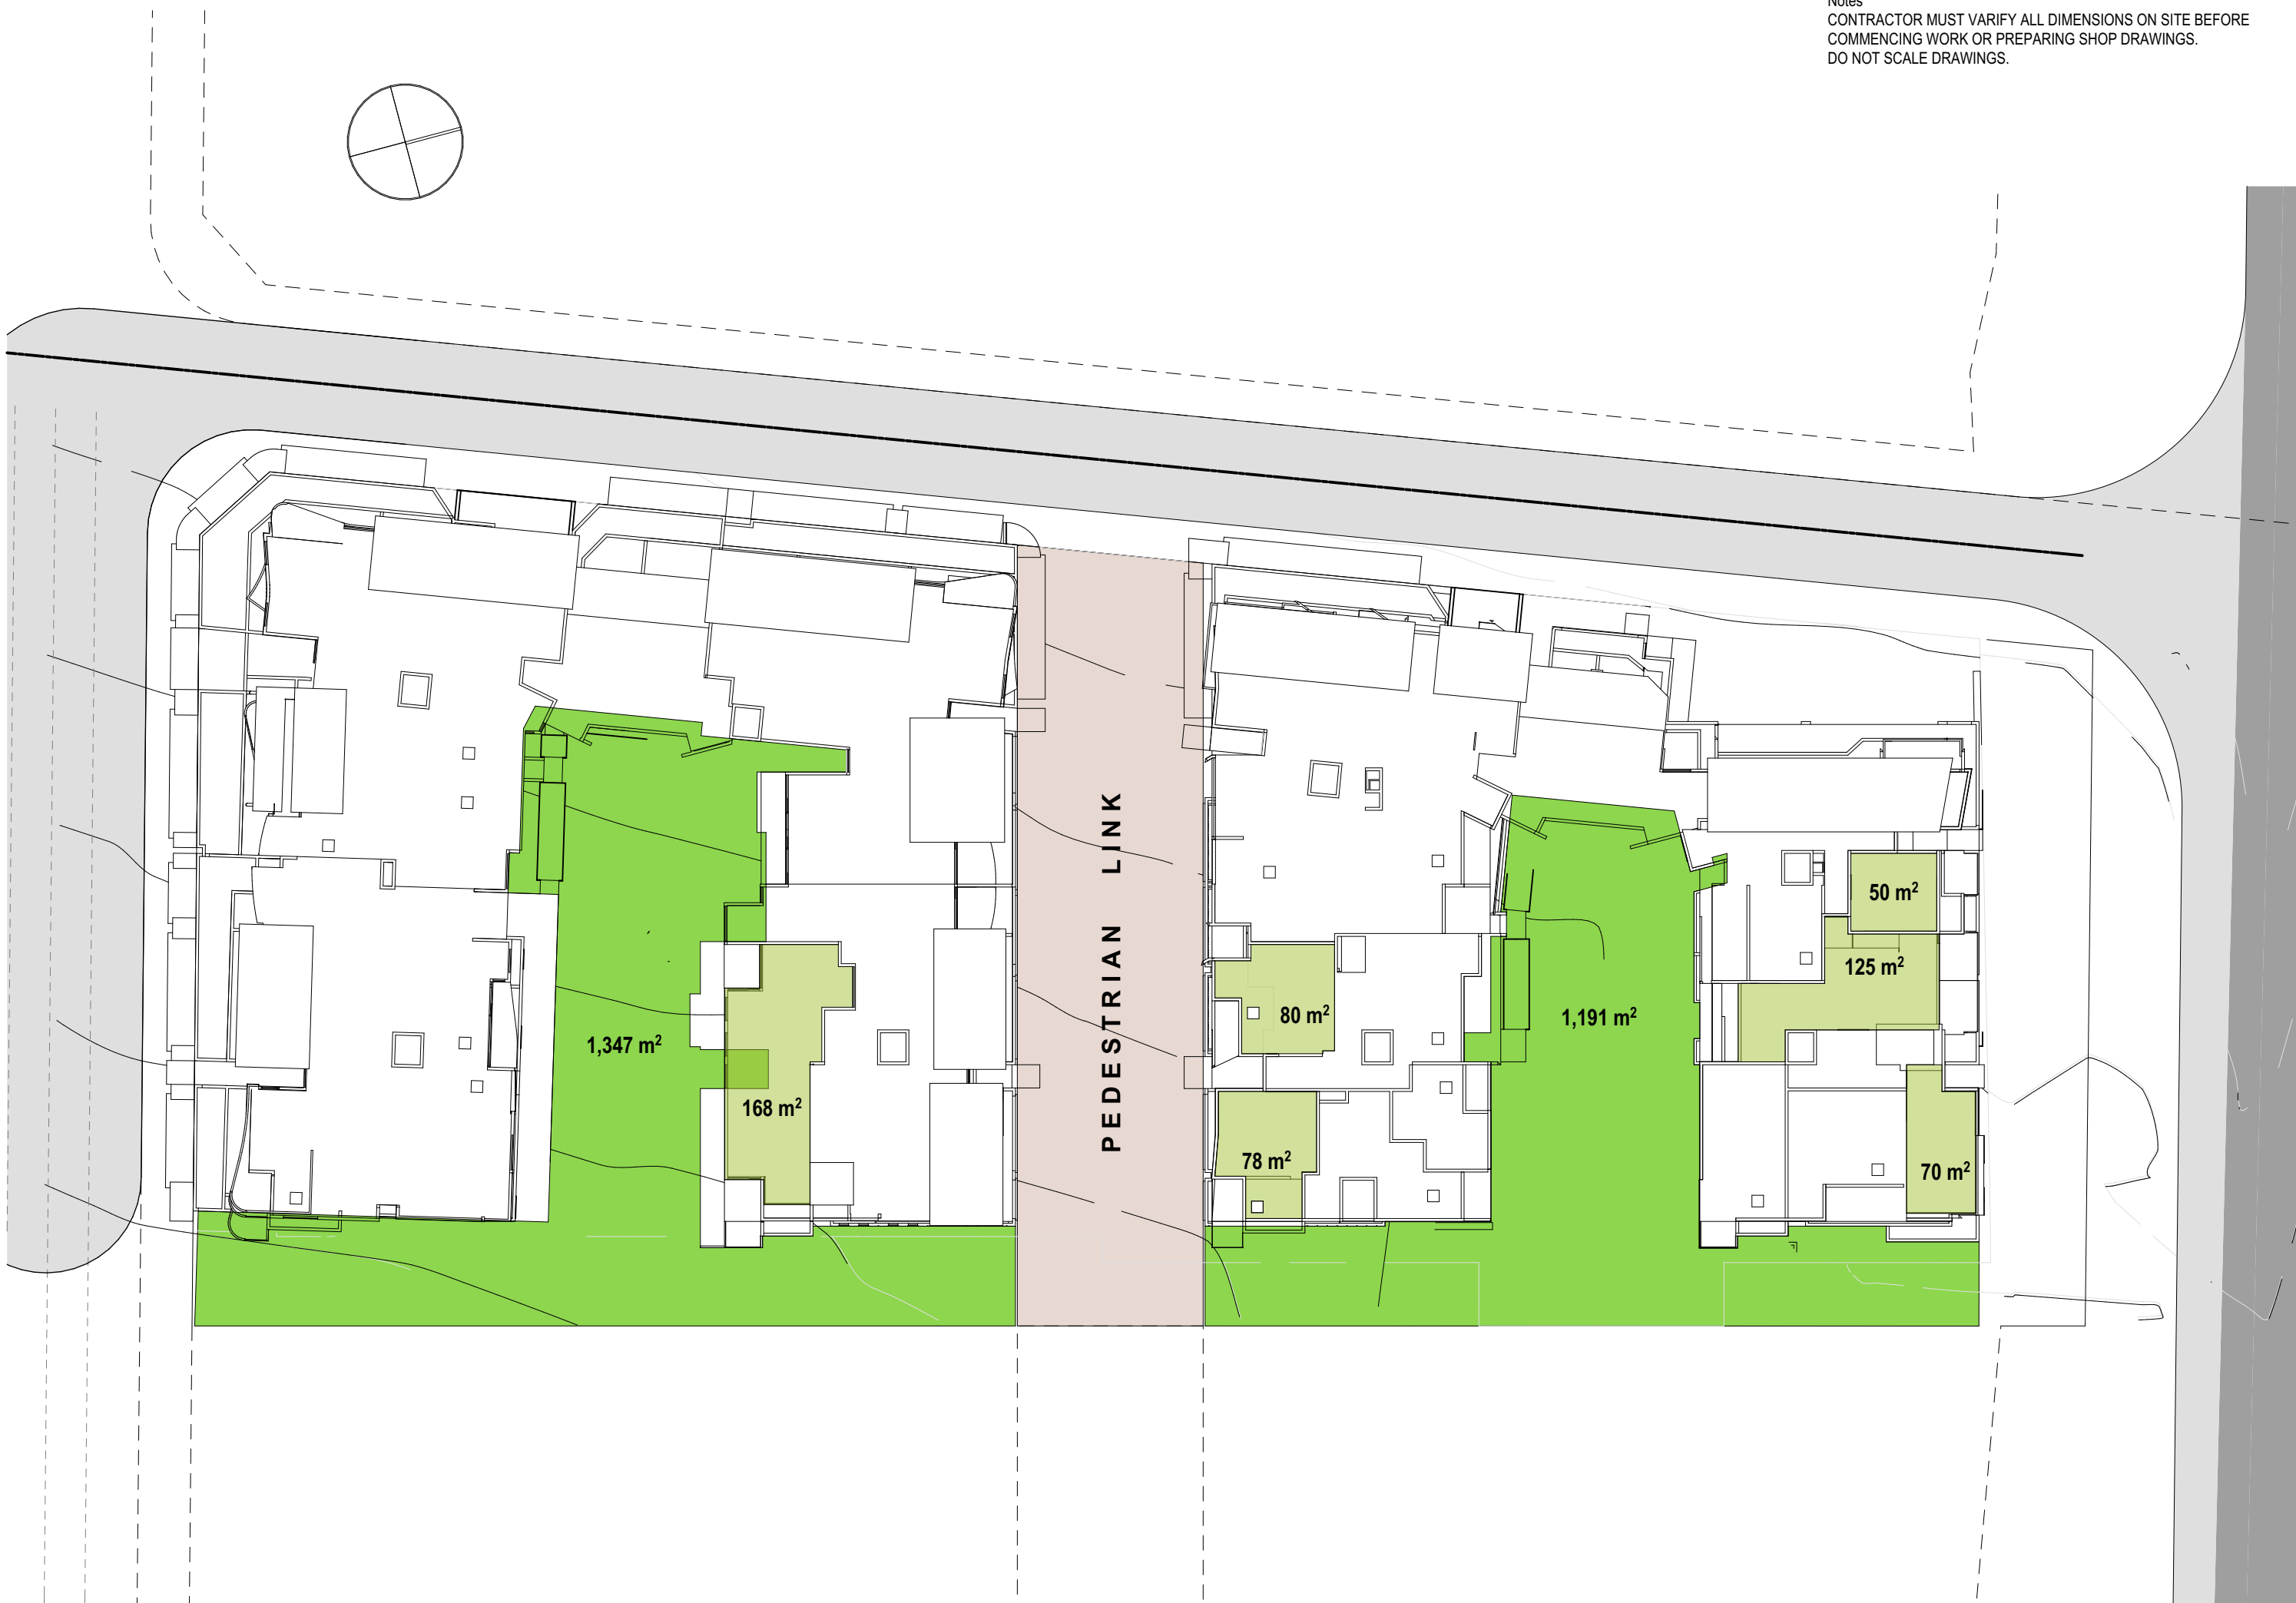 Notes
CONTRACTOR MUST VARIFY ALL DIMENSIONS ON SITE BEFORE
COMMENCING WORK OR PREPARING SHOP DRAWINGS.
DO NOT SCALE DRAWINGS.
PEDESTRIAN LINK
50 m²
125 m²
80 m²
1,191 m²
1,347 m²
168 m²
78 m²
70 m²